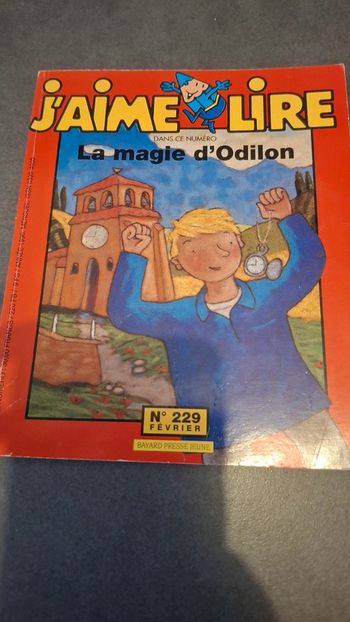 J'AIME LIRE
DANS CE NUMÉRO
La magie d'Odilon
N° 229
FÉVRIER
BAYARD PRESSE JEUNE